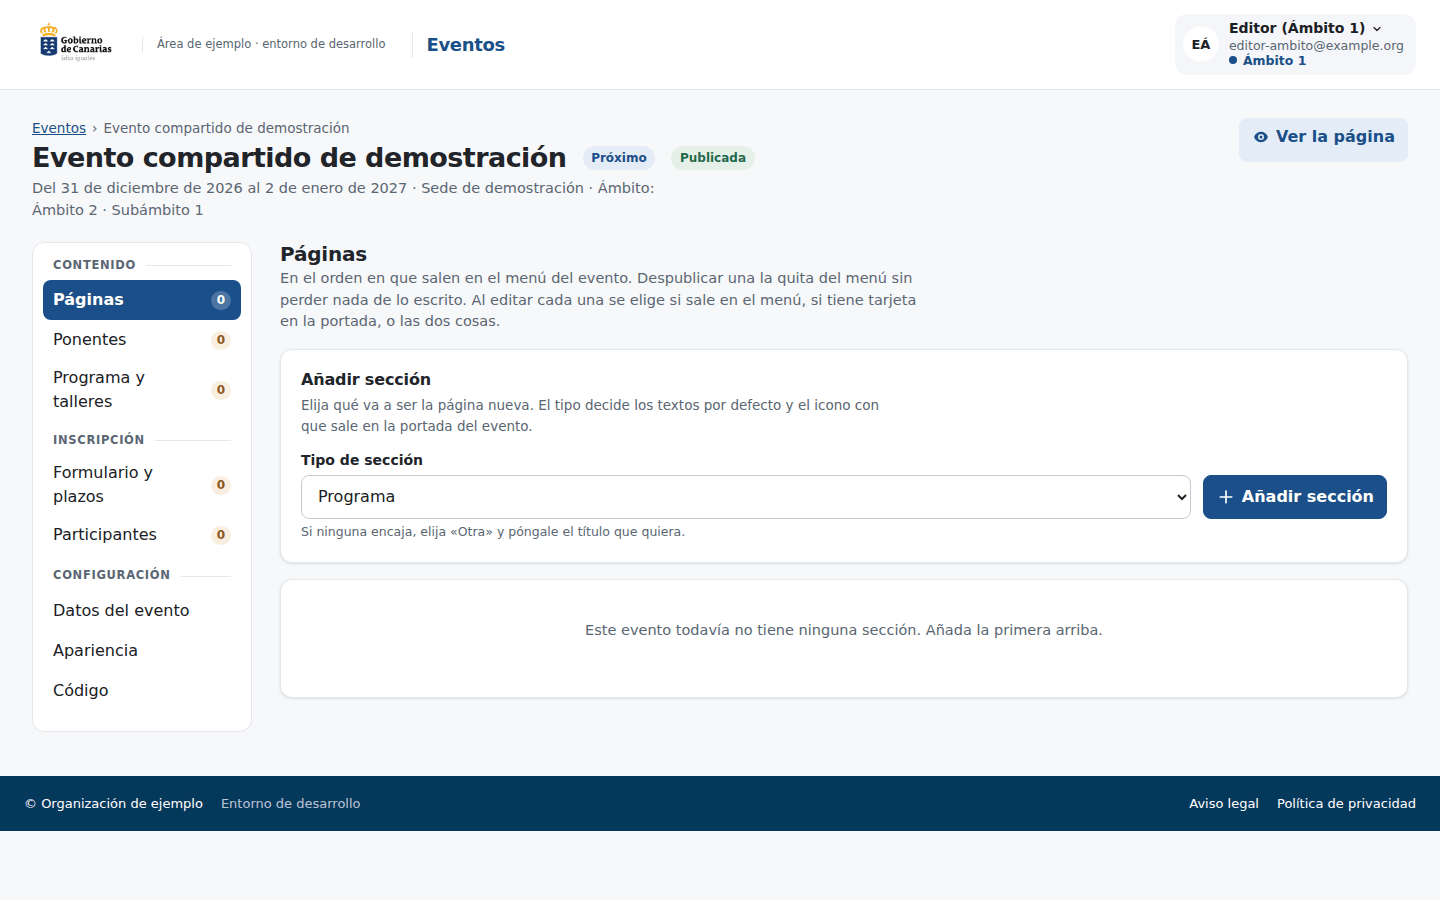 Gobierno
de Canarias
islas iguales
Área de ejemplo · entorno de desarrollo
Eventos
EÁ
Editor (Ámbito 1)
editor-ambito@example.org
Ámbito 1
Eventos › Evento compartido de demostración
Evento compartido de demostración
Próximo
Publicada
Del 31 de diciembre de 2026 al 2 de enero de 2027 · Sede de demostración · Ámbito:
Ámbito 2 · Subámbito 1
Ver la página
CONTENIDO
Páginas 0
Ponentes 0
Programa y
talleres 0
INSCRIPCIÓN
Formulario y
plazos 0
Participantes 0
CONFIGURACIÓN
Datos del evento
Apariencia
Código
Páginas
En el orden en que salen en el menú del evento. Despublicar una la quita del menú sin
perder nada de lo escrito. Al editar cada una se elige si sale en el menú, si tiene tarjeta
en la portada, o las dos cosas.
Añadir sección
Elija qué va a ser la página nueva. El tipo decide los textos por defecto y el icono con
que sale en la portada del evento.
Tipo de sección
Programa
Añadir sección
Si ninguna encaja, elija «Otra» y póngale el título que quiera.
Este evento todavía no tiene ninguna sección. Añada la primera arriba.
© Organización de ejemplo
Entorno de desarrollo
Aviso legal
Política de privacidad